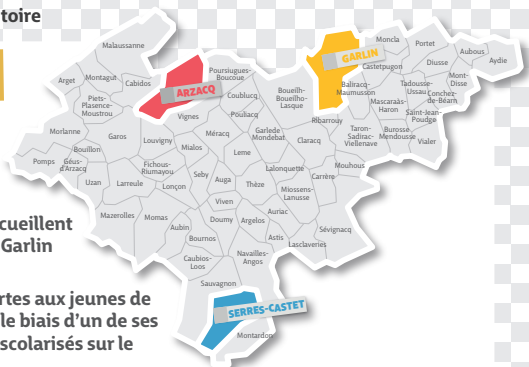 toire
Malaussanne
Moncla
Portet
GARLIN
Aubous
Aydie
Diusse
Castetpugon
Arget
Montagut
Cabidos
Poursiugues-
Boucoue
Mont-
Disse
ARZACQ
Coublucq
Boueilh-
Boueilho-
Lasque
Baliracq-
Maumusson
Tadousse-
Ussau
Conchez-
de-Béarn
Piets-
Plasence-
Moustrou
Mascaraàs-
Haron
Saint-Jean-
Poudge
Vignes
Pouliacq
Ribarrouy
Morlanne
Garos
Louvigny
Méracq
Garlede-
Mondebat
Claracq
Taron-
Sadirac-
Viellenave
Burosse-
Mendousse
Vialer
Bouillon
Mialos
Leme
Pomps
Géus-
d'Arzacq
Fichous-
Riumayou
Seby
Auga
Lalonquette
Mouhous
Carrère
Uzan
Larreule
Lonçon
Thèze
Miossens-
Lanusse
Viven
Mazerolles
Momas
Doumy
Argelos
Auriac
Sévignacq
Aubin
Bournos
Astis
Lasclaveries
Caubios-
Loos
Navailles-
Angos
Sauvagnon
SERRES-CASTET
Montardon
cueillent
Garlin
rtes aux jeunes de
le biais d'un de ses
scolarisés sur le